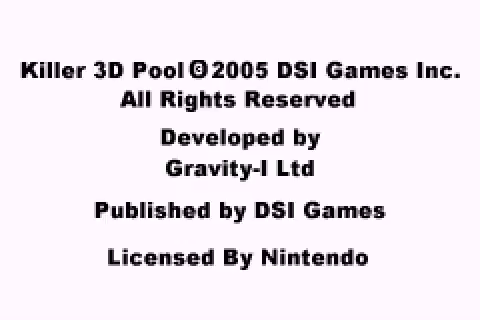 Killer 3D Pool©2005 DSI Games Inc.
All Rights Reserved
Developed by
Gravity-I Ltd
Published by DSI Games
Licensed By Nintendo